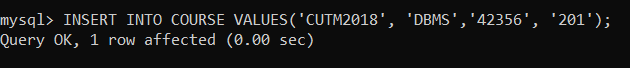 mysql> INSERT INTO COURSE VALUES('CUTM2018', 'DBMS','42356', '201');
Query OK, 1 row affected (0.00 sec)